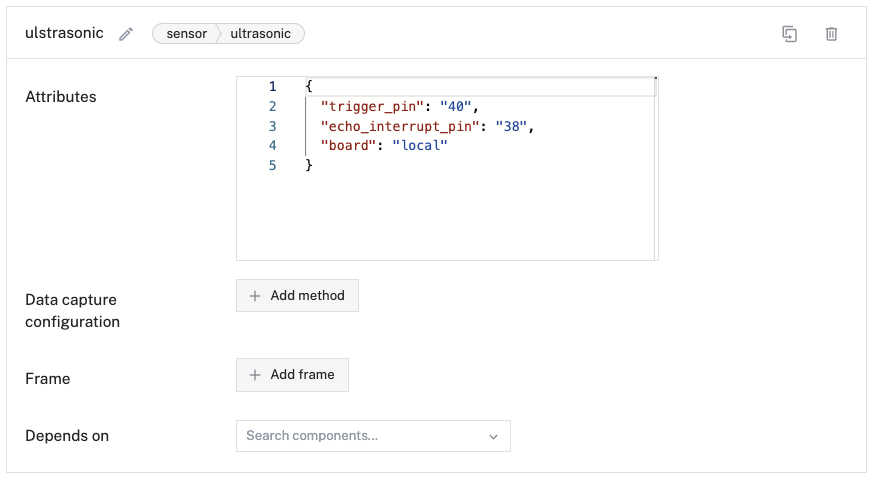 ulstrasonic sensor ultrasonic
Attributes
1 {
2 "trigger_pin": "40",
3 "echo_interrupt_pin": "38",
4 "board": "local"
5 }
Data capture
configuration
+ Add method
Frame
+ Add frame
Depends on
Search components...